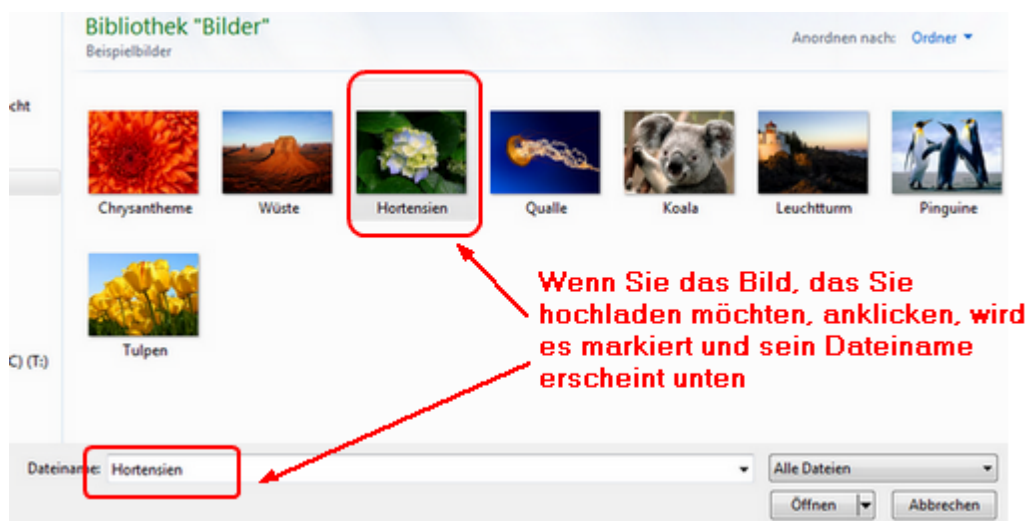 Bibliothek "Bilder"
Beispielbilder
Anordnen nach: Ordner
cht
Chrysantheme Wüste Hortensien Qualle Koala Leuchtturm Pinguine
Tulpen
Wenn Sie das Bild, das Sie
hochladen möchten, anklicken, wird
es markiert und sein Dateiname
erscheint unten
C) (T:)
Dateiname: Hortensien
Alle Dateien
Öffnen Abbrechen